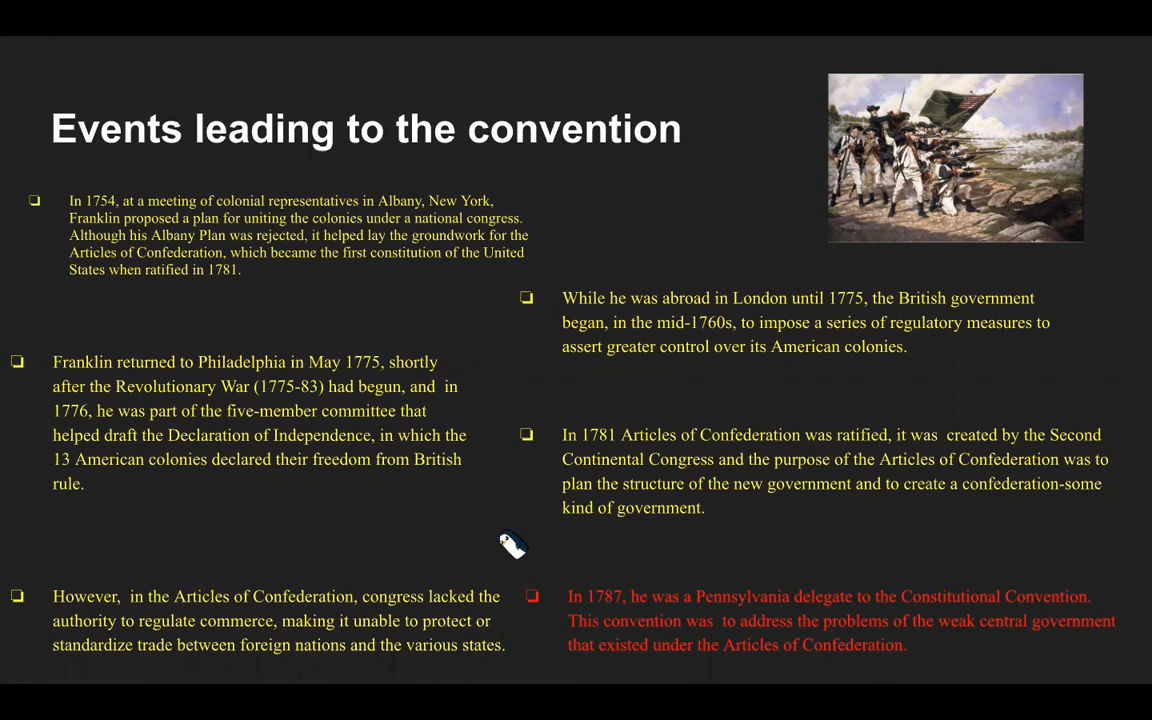 Events leading to the convention
In 1754, at a meeting of colonial representatives in Albany, New York,
Franklin proposed a plan for uniting the colonies under a national congress.
Although his Albany Plan was rejected, it helped lay the groundwork for the
Articles of Confederation, which became the first constitution of the United
States when ratified in 1781.
While he was abroad in London until 1775, the British government
began, in the mid-1760s, to impose a series of regulatory measures to
assert greater control over its American colonies.
Franklin returned to Philadelphia in May 1775, shortly
after the Revolutionary War (1775-83) had begun, and  in
1776, he was part of the five-member committee that
helped draft the Declaration of Independence, in which the
13 American colonies declared their freedom from British
rule.
In 1781 Articles of Confederation was ratified, it was  created by the Second
Continental Congress and the purpose of the Articles of Confederation was to
plan the structure of the new government and to create a confederation-some
kind of government.
However,  in the Articles of Confederation, congress lacked the
authority to regulate commerce, making it unable to protect or
standardize trade between foreign nations and the various states.
In 1787, he was a Pennsylvania delegate to the Constitutional Convention.
This convention was  to address the problems of the weak central government
that existed under the Articles of Confederation.